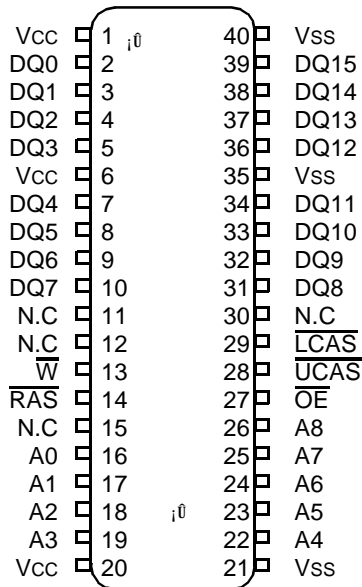 Vcc 1 ¡Û 40 Vss
DQ0 2 39 DQ15
DQ1 3 38 DQ14
DQ2 4 37 DQ13
DQ3 5 36 DQ12
Vcc 6 35 Vss
DQ4 7 34 DQ11
DQ5 8 33 DQ10
DQ6 9 32 DQ9
DQ7 10 31 DQ8
N.C 11 30 N.C
N.C 12 29 LCAS
W 13 28 UCAS
RAS 14 27 OE
N.C 15 26 A8
A0 16 25 A7
A1 17 24 A6
A2 18 ¡Û 23 A5
A3 19 22 A4
Vcc 20 21 Vss